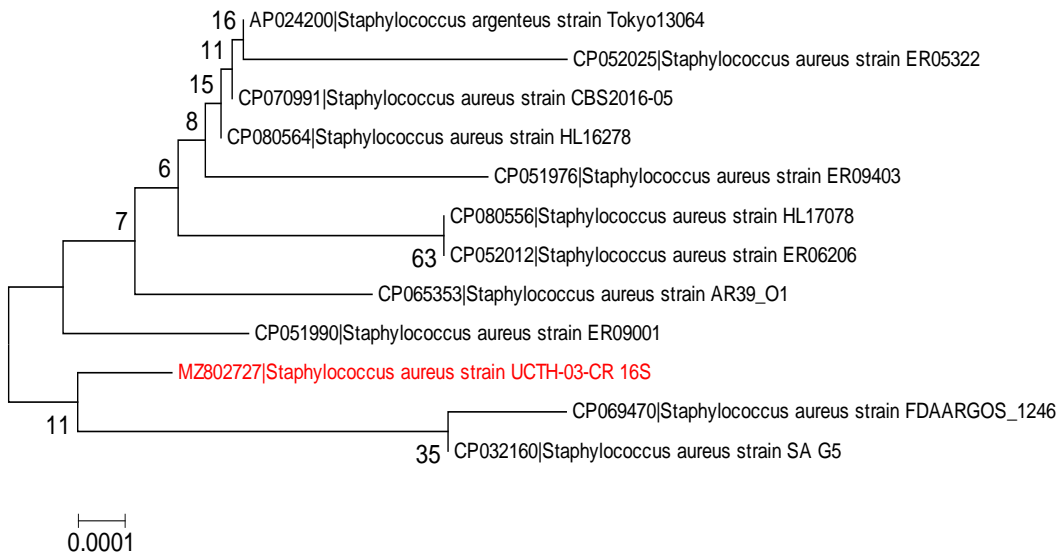 16
AP024200|Staphylococcus argenteus strain Tokyo13064
11
CP052025|Staphylococcus aureus strain ER05322
15
CP070991|Staphylococcus aureus strain CBS2016-05
8
CP080564|Staphylococcus aureus strain HL16278
6
CP051976|Staphylococcus aureus strain ER09403
7
CP080556|Staphylococcus aureus strain HL17078
63
CP052012|Staphylococcus aureus strain ER06206
CP065353|Staphylococcus aureus strain AR39_O1
CP051990|Staphylococcus aureus strain ER09001
MZ802727|Staphylococcus aureus strain UCTH-03-CR 16S
11
CP069470|Staphylococcus aureus strain FDAARGOS_1246
35
CP032160|Staphylococcus aureus strain SA G5
0.0001